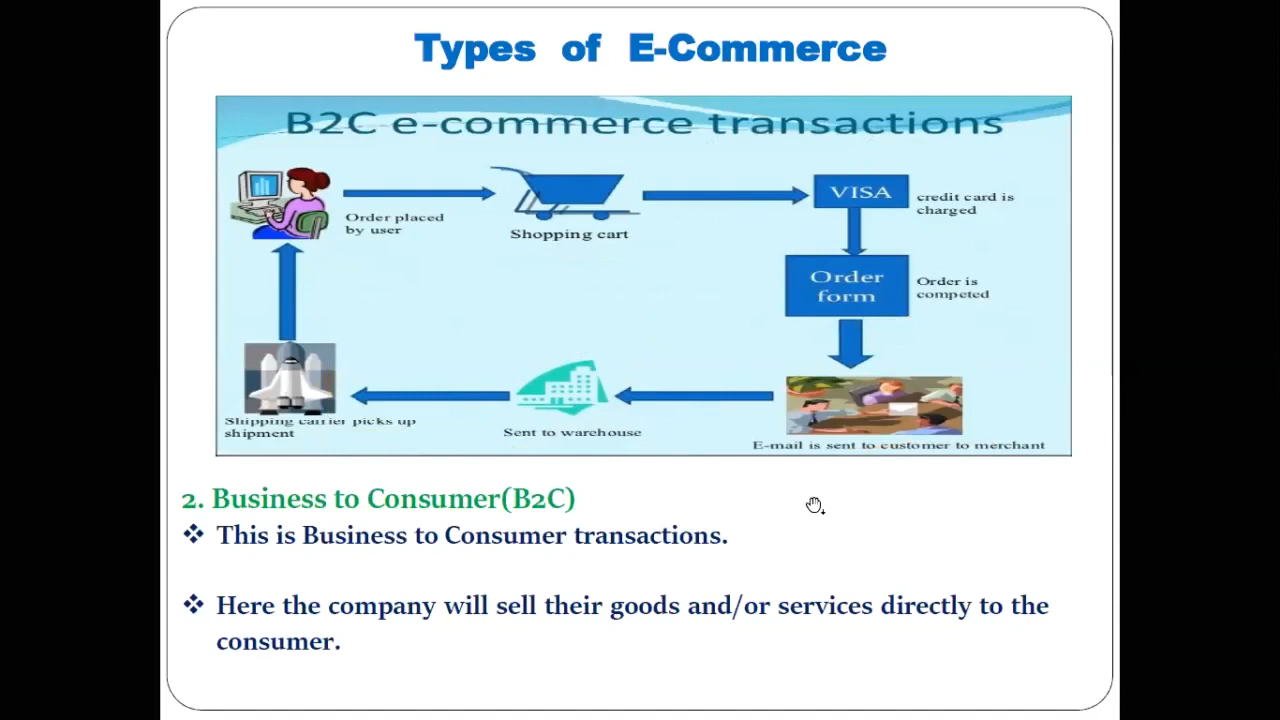 Types of E-Commerce
B2C e-commerce transactions
Order placed
by user
Shopping cart
VISA
credit card is
charged
Order
form
Order is
competed
Shipping carrier picks up
shipment
Sent to warehouse
E-mail is sent to customer to merchant
2. Business to Consumer(B2C)
❖ This is Business to Consumer transactions.
❖ Here the company will sell their goods and/or services directly to the
consumer.